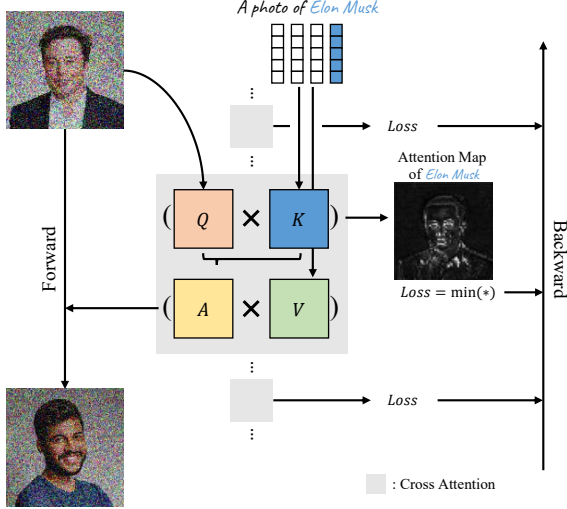 A photo of Elon Musk
⋮
Loss
⋮
Attention Map
of Elon Musk
( Q × K )
Forward
Backward
( A × V )
Loss = min(*)
⋮
Loss
⋮
: Cross Attention